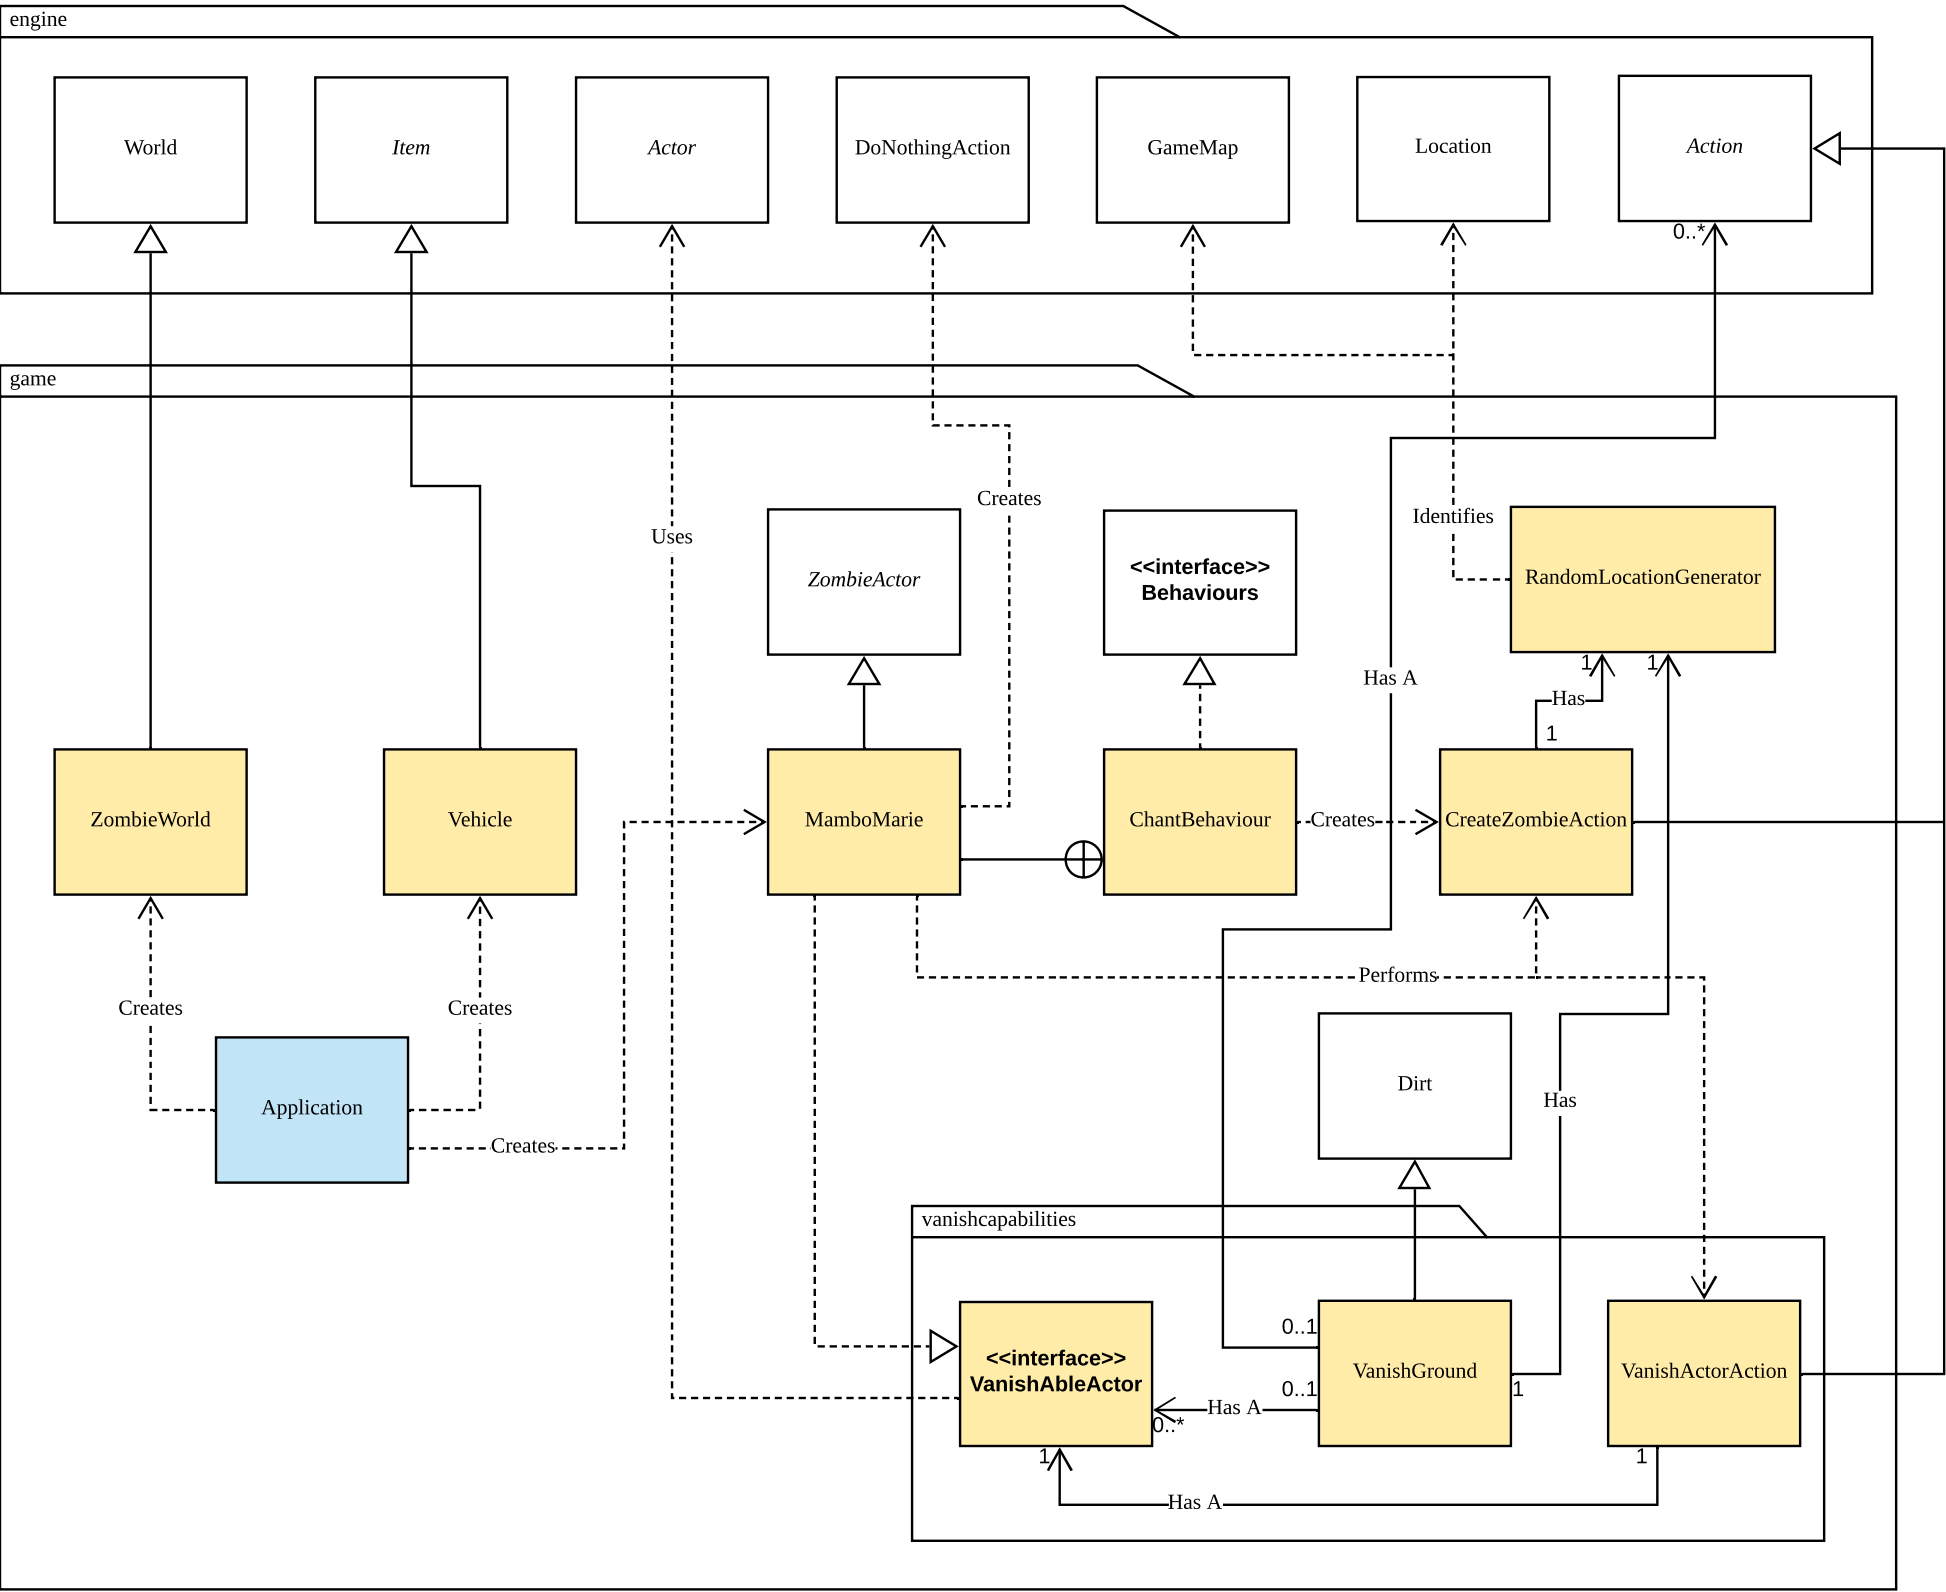 engine
World
Item
Actor
DoNothingAction
GameMap
Location
Action
0..*
game
Creates
Uses
Identifies
ZombieActor
<<interface>>
Behaviours
RandomLocationGenerator
Has A
1
1
Has
1
ZombieWorld
Vehicle
MamboMarie
ChantBehaviour
Creates
CreateZombieAction
Performs
Creates
Creates
Application
Creates
Dirt
Has
vanishcapabilities
<<interface>>
VanishAbleActor
0..1
VanishGround
VanishActorAction
0..1
1
Has A
0..*
1
1
Has A